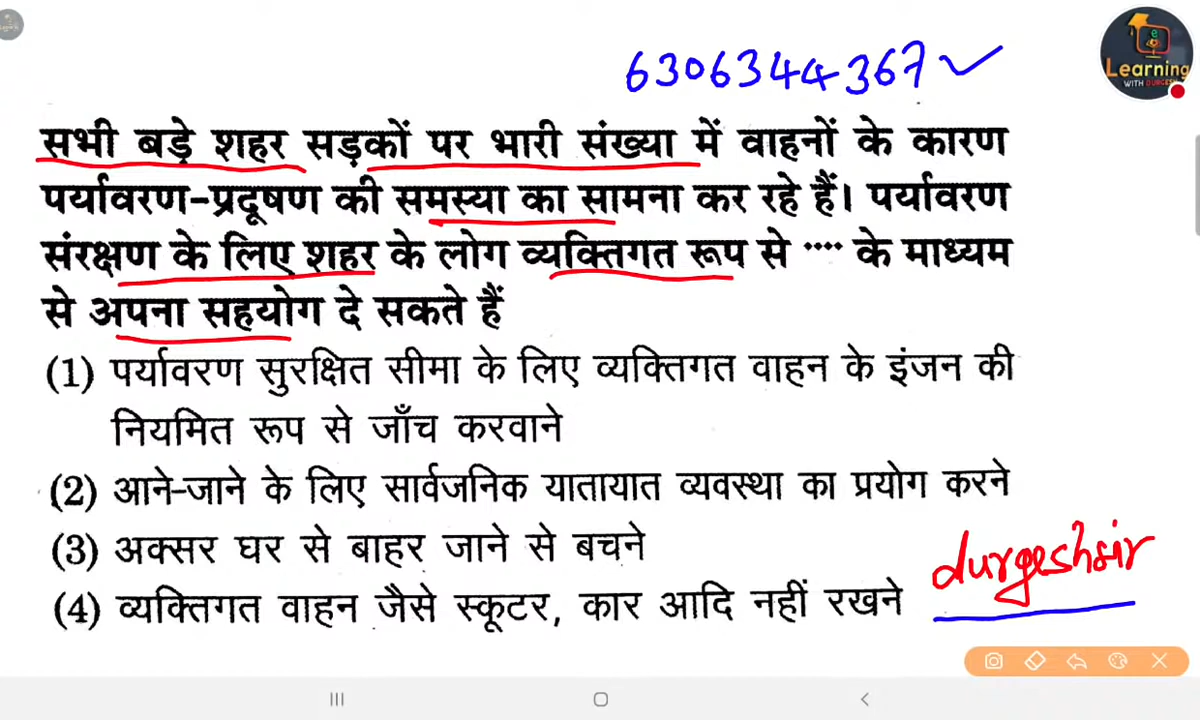 6306344367
e
Learning
WITH DURGESH
सभी बड़े शहर सड़कों पर भारी संख्या में वाहनों के कारण
पर्यावरण-प्रदूषण की समस्या का सामना कर रहे हैं। पर्यावरण
संरक्षण के लिए शहर के लोग व्यक्तिगत रूप से ···· के माध्यम
से अपना सहयोग दे सकते हैं
(1) पर्यावरण सुरक्षित सीमा के लिए व्यक्तिगत वाहन के इंजन की
नियमित रूप से जाँच करवाने
(2) आने-जाने के लिए सार्वजनिक यातायात व्यवस्था का प्रयोग करने
(3) अक्सर घर से बाहर जाने से बचने
(4) व्यक्तिगत वाहन जैसे स्कूटर, कार आदि नहीं रखने
durgeshsir